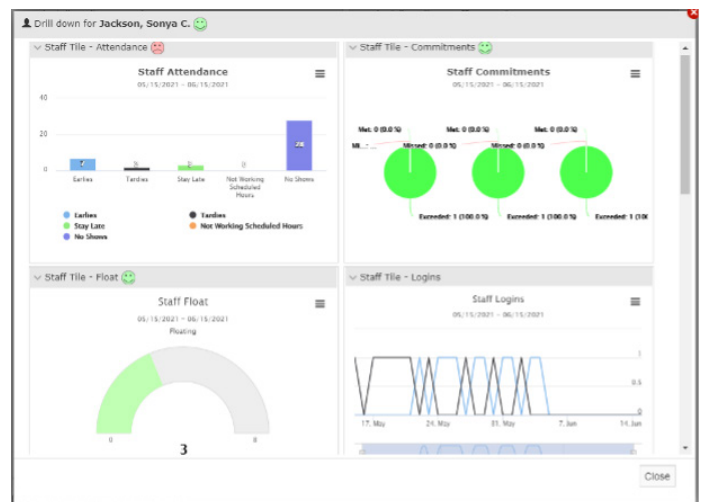 Drill down for Jackson, Sonya C.
Staff Tile - Attendance
Staff Attendance
05/15/2021 - 06/15/2021
40
20
0
28
Earlies
Tardies
Stay Late
Not Working Scheduled Hours
No Shows
Earlies
Tardies
Stay Late
Not Working Scheduled Hours
No Shows
Staff Tile - Commitments
Staff Commitments
05/15/2021 - 06/15/2021
Met: 0 (0.0 %)
Met: 0 (0.0 %)
Met: 0 (0.0 %)
Mi...: ...
Missed: 0 (0.0 %)
Missed: 0 (0.0 %)
Exceeded: 1 (100.0 %)
Exceeded: 1 (100.0 %)
Exceeded: 1 (10(
Staff Tile - Float
Staff Float
05/15/2021 - 06/15/2021
Floating
0
8
3
Staff Tile - Logins
Staff Logins
05/15/2021 - 06/15/2021
1
0.5
0
17. May
24. May
31. May
7. Jun
14. Jun
Close